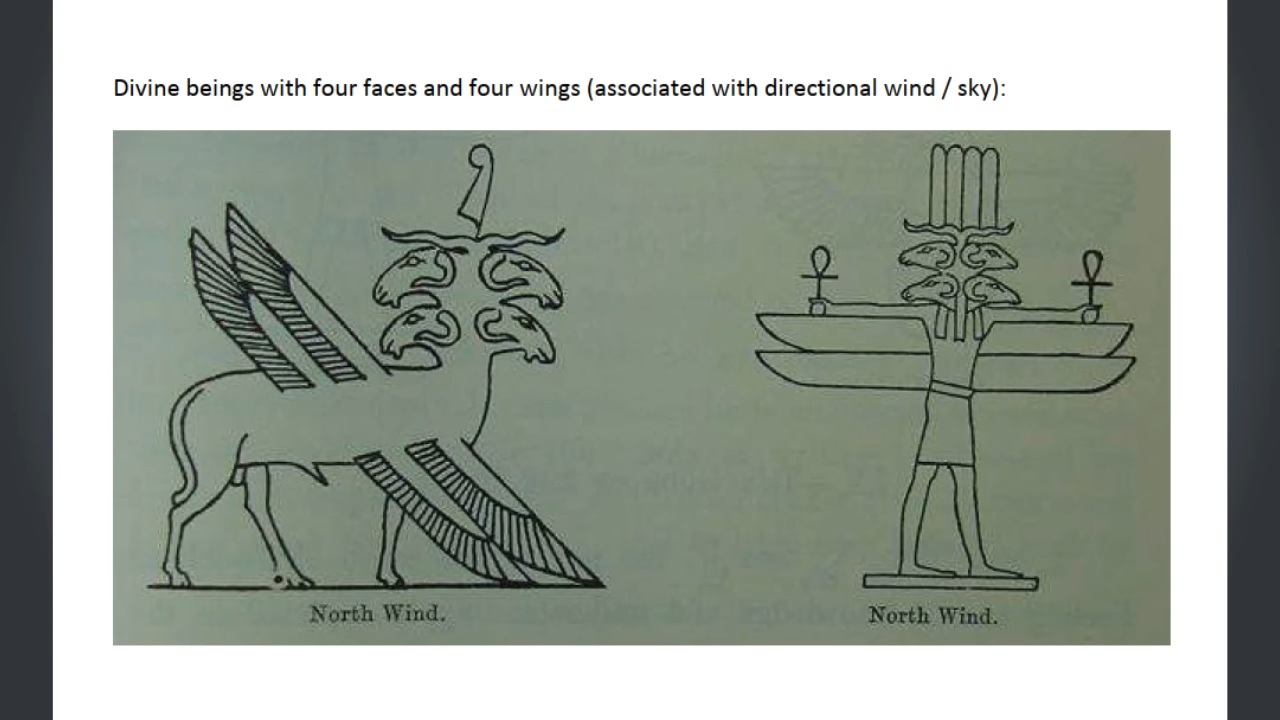 Divine beings with four faces and four wings (associated with directional wind / sky):
North Wind.
North Wind.